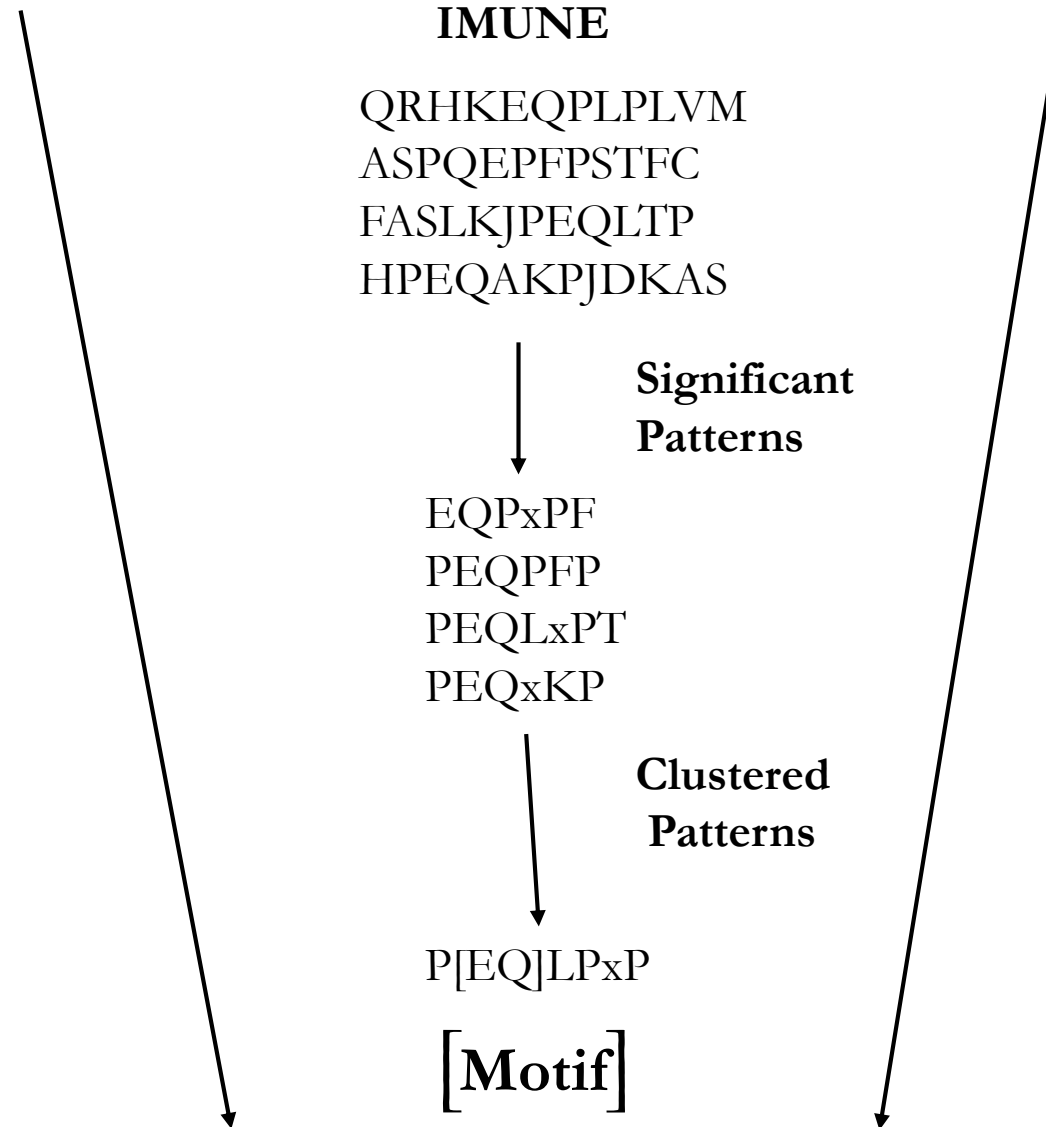 IMUNE
QRHKEQPLPLVM
ASPQEPFPSTFC
FASLKJPEQLTP
HPEQAKPJDKAS
Significant
Patterns
EQPxPF
PEQPFP
PEQLxPT
PEQxKP
Clustered
Patterns
P[EQ]LPxP
[Motif]